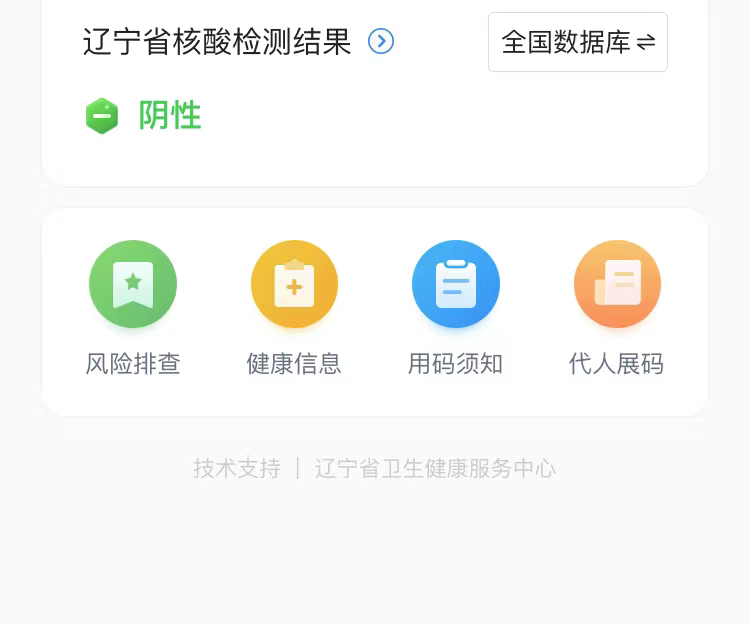 辽宁省核酸检测结果
全国数据库⇌
阴性
风险排查 健康信息 用码须知 代人展码
技术支持 | 辽宁省卫生健康服务中心